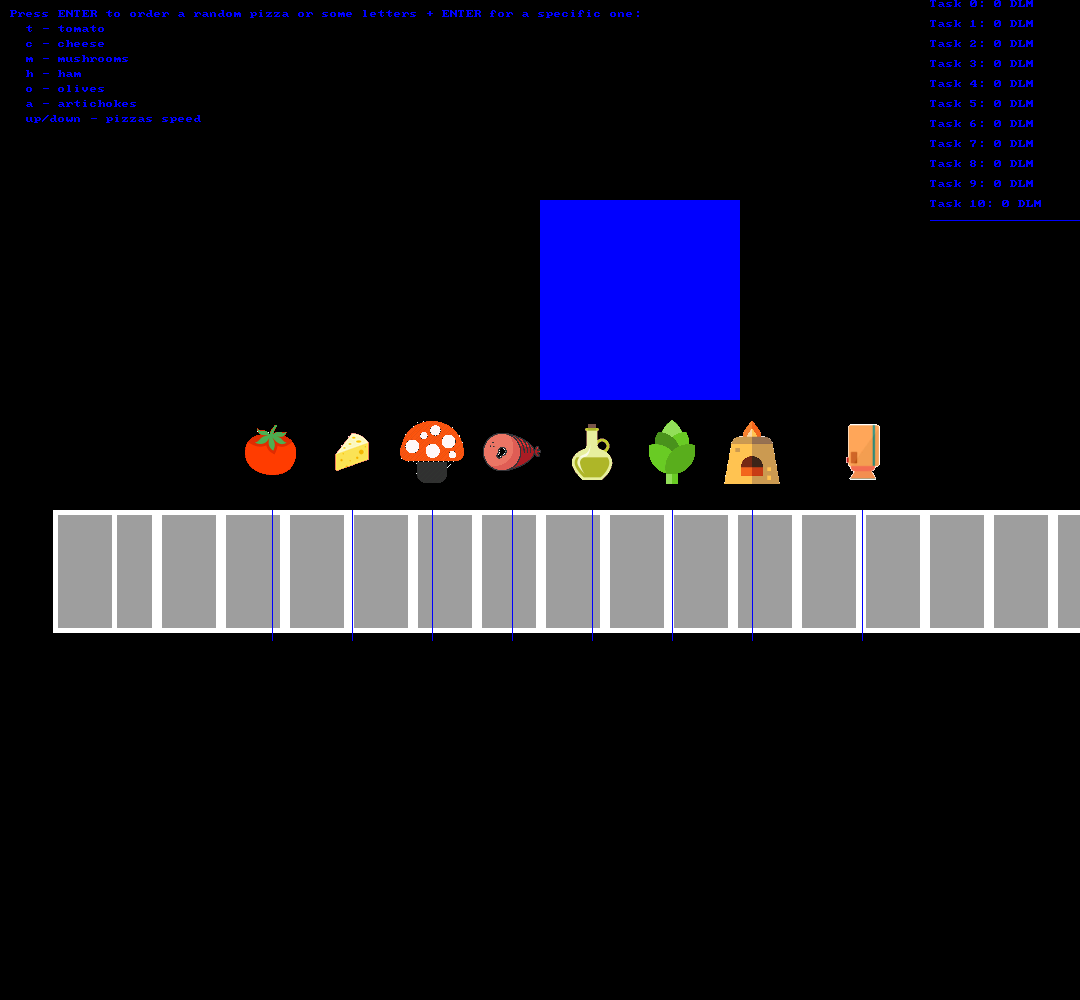 Press ENTER to order a random pizza or some letters + ENTER for a specific one:
t - tomato
c - cheese
m - mushrooms
h - ham
o - olives
a - artichokes
up/down - pizzas speed
Task 0: 0 DLM
Task 1: 0 DLM
Task 2: 0 DLM
Task 3: 0 DLM
Task 4: 0 DLM
Task 5: 0 DLM
Task 6: 0 DLM
Task 7: 0 DLM
Task 8: 0 DLM
Task 9: 0 DLM
Task 10: 0 DLM